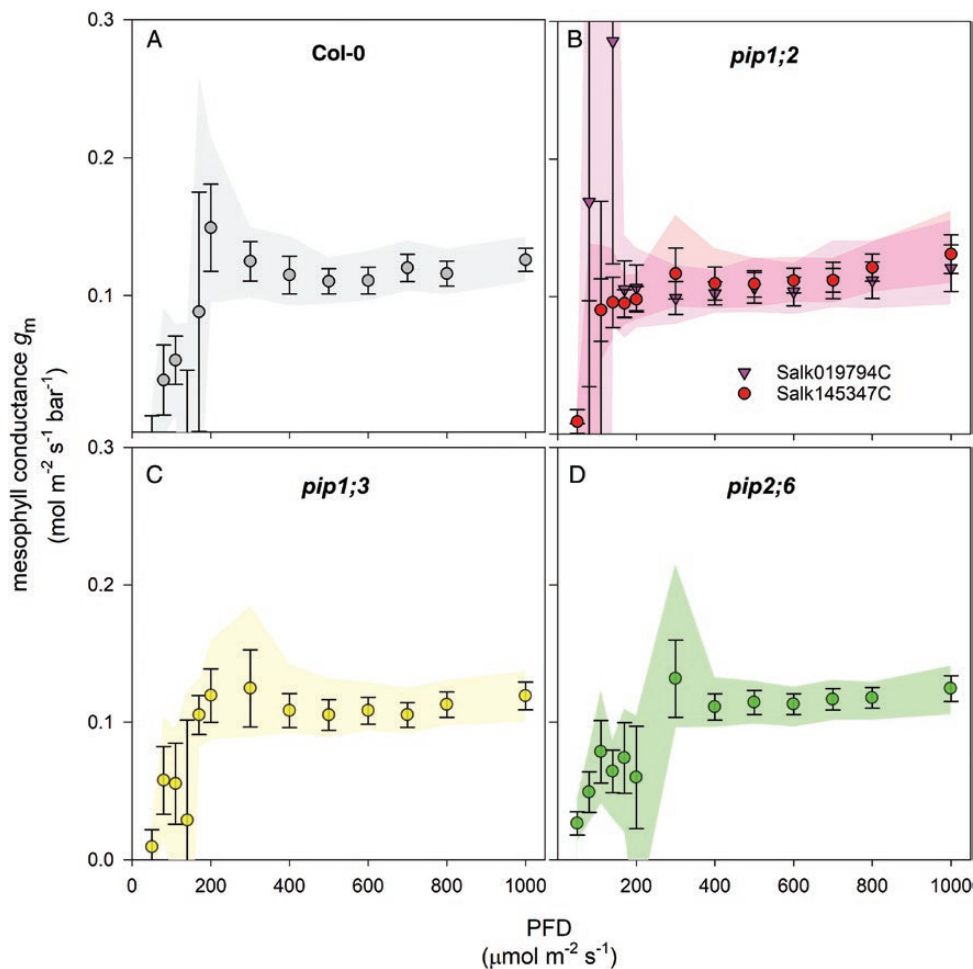 mesophyll conductance gₘ
(mol m⁻² s⁻¹ bar⁻¹)
A
Col-0
0.3
0.2
0.1
B
pip1;2
Salk019794C
Salk145347C
C
pip1;3
0.3
0.2
0.1
0.0
0 200 400 600 800 1000
D
pip2;6
200 400 600 800 1000
PFD
(μmol m⁻² s⁻¹)